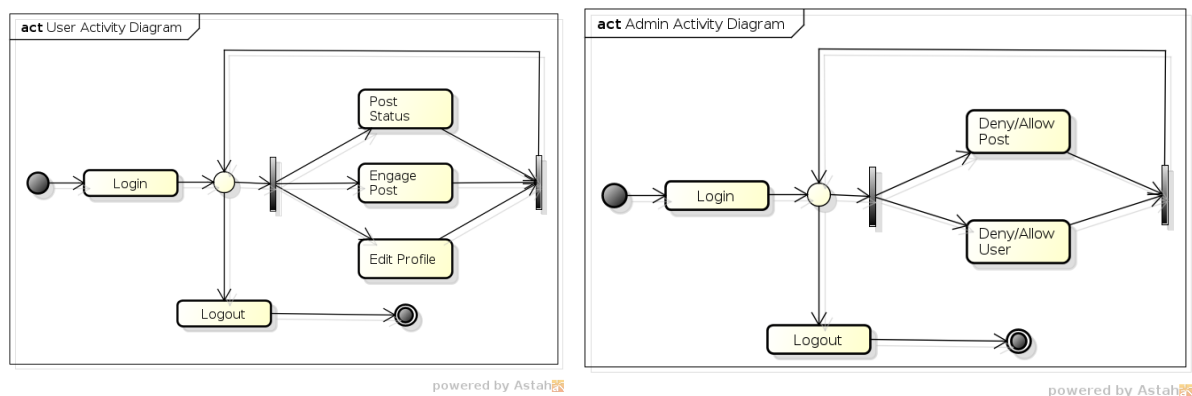 act User Activity Diagram
Post
Status
Login
Engage
Post
Edit Profile
Logout
powered by Astah
act Admin Activity Diagram
Deny/Allow
Post
Login
Deny/Allow
User
Logout
powered by Astah